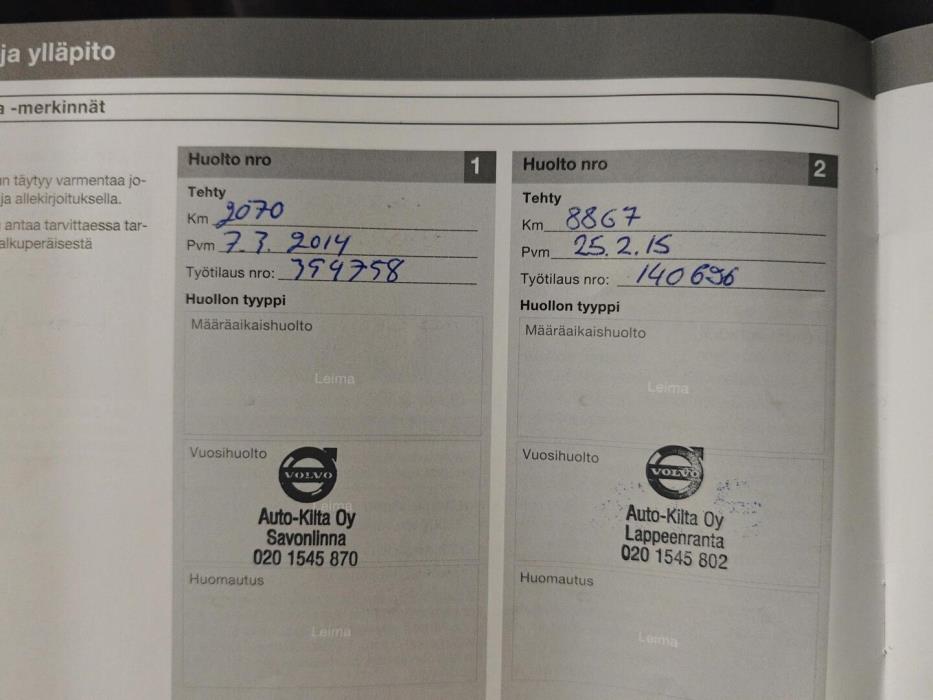 ja ylläpito
-merkinnät
täytyy varmentaa jo-
ja allekirjoituksella.
antaa tarvittaessa tar-
alkuperäisestä
Huolto nro 1
Tehty
Km 2070
Pvm 7.3. 2014
Työtilaus nro: 394758
Huollon tyyppi
Määräaikaishuolto
Leima
Vuosihuolto
VOLVO
Leima
Auto-Kilta Oy
Savonlinna
020 1545 870
Huomautus
Leima
Huolto nro 2
Tehty
Km 8867
Pvm 25.2.15
Työtilaus nro: 140696
Huollon tyyppi
Määräaikaishuolto
Leima
Vuosihuolto
VOLVO
Auto-Kilta Oy
Lappeenranta
020 1545 802
Huomautus
Leima